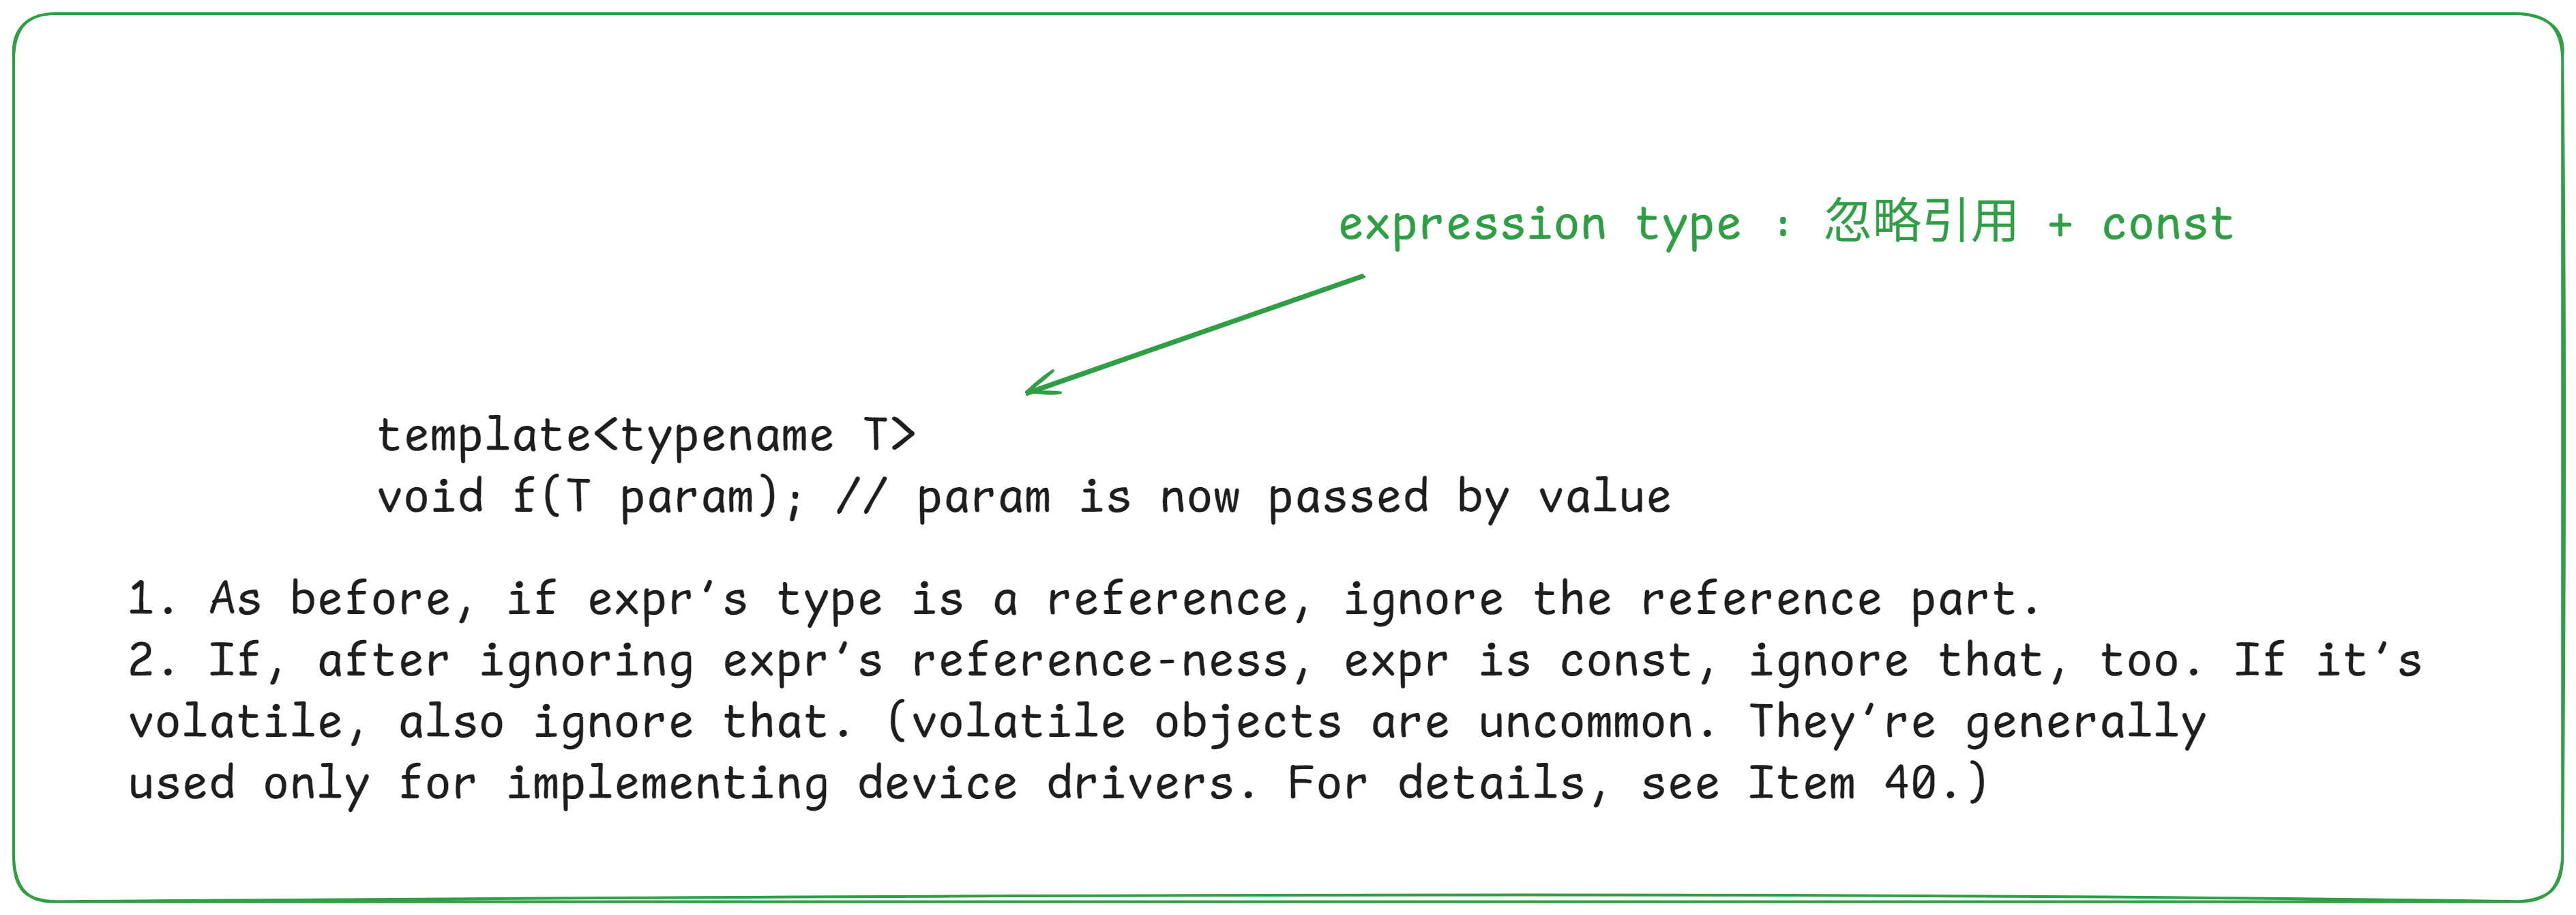 expression type : 忽略引用 + const
template<typename T>
void f(T param); // param is now passed by value
1. As before, if expr’s type is a reference, ignore the reference part.
2. If, after ignoring expr’s reference-ness, expr is const, ignore that, too. If it’s
volatile, also ignore that. (volatile objects are uncommon. They’re generally
used only for implementing device drivers. For details, see Item 40.)